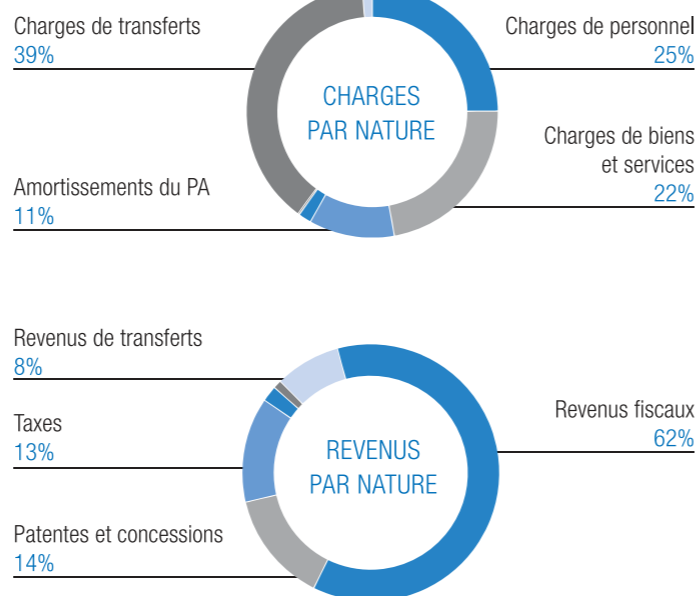 Charges de transferts
39%
CHARGES
PAR NATURE
Charges de personnel
25%
Charges de biens
et services
22%
Amortissements du PA
11%
Revenus de transferts
8%
Taxes
13%
Patentes et concessions
14%
REVENUS
PAR NATURE
Revenus fiscaux
62%